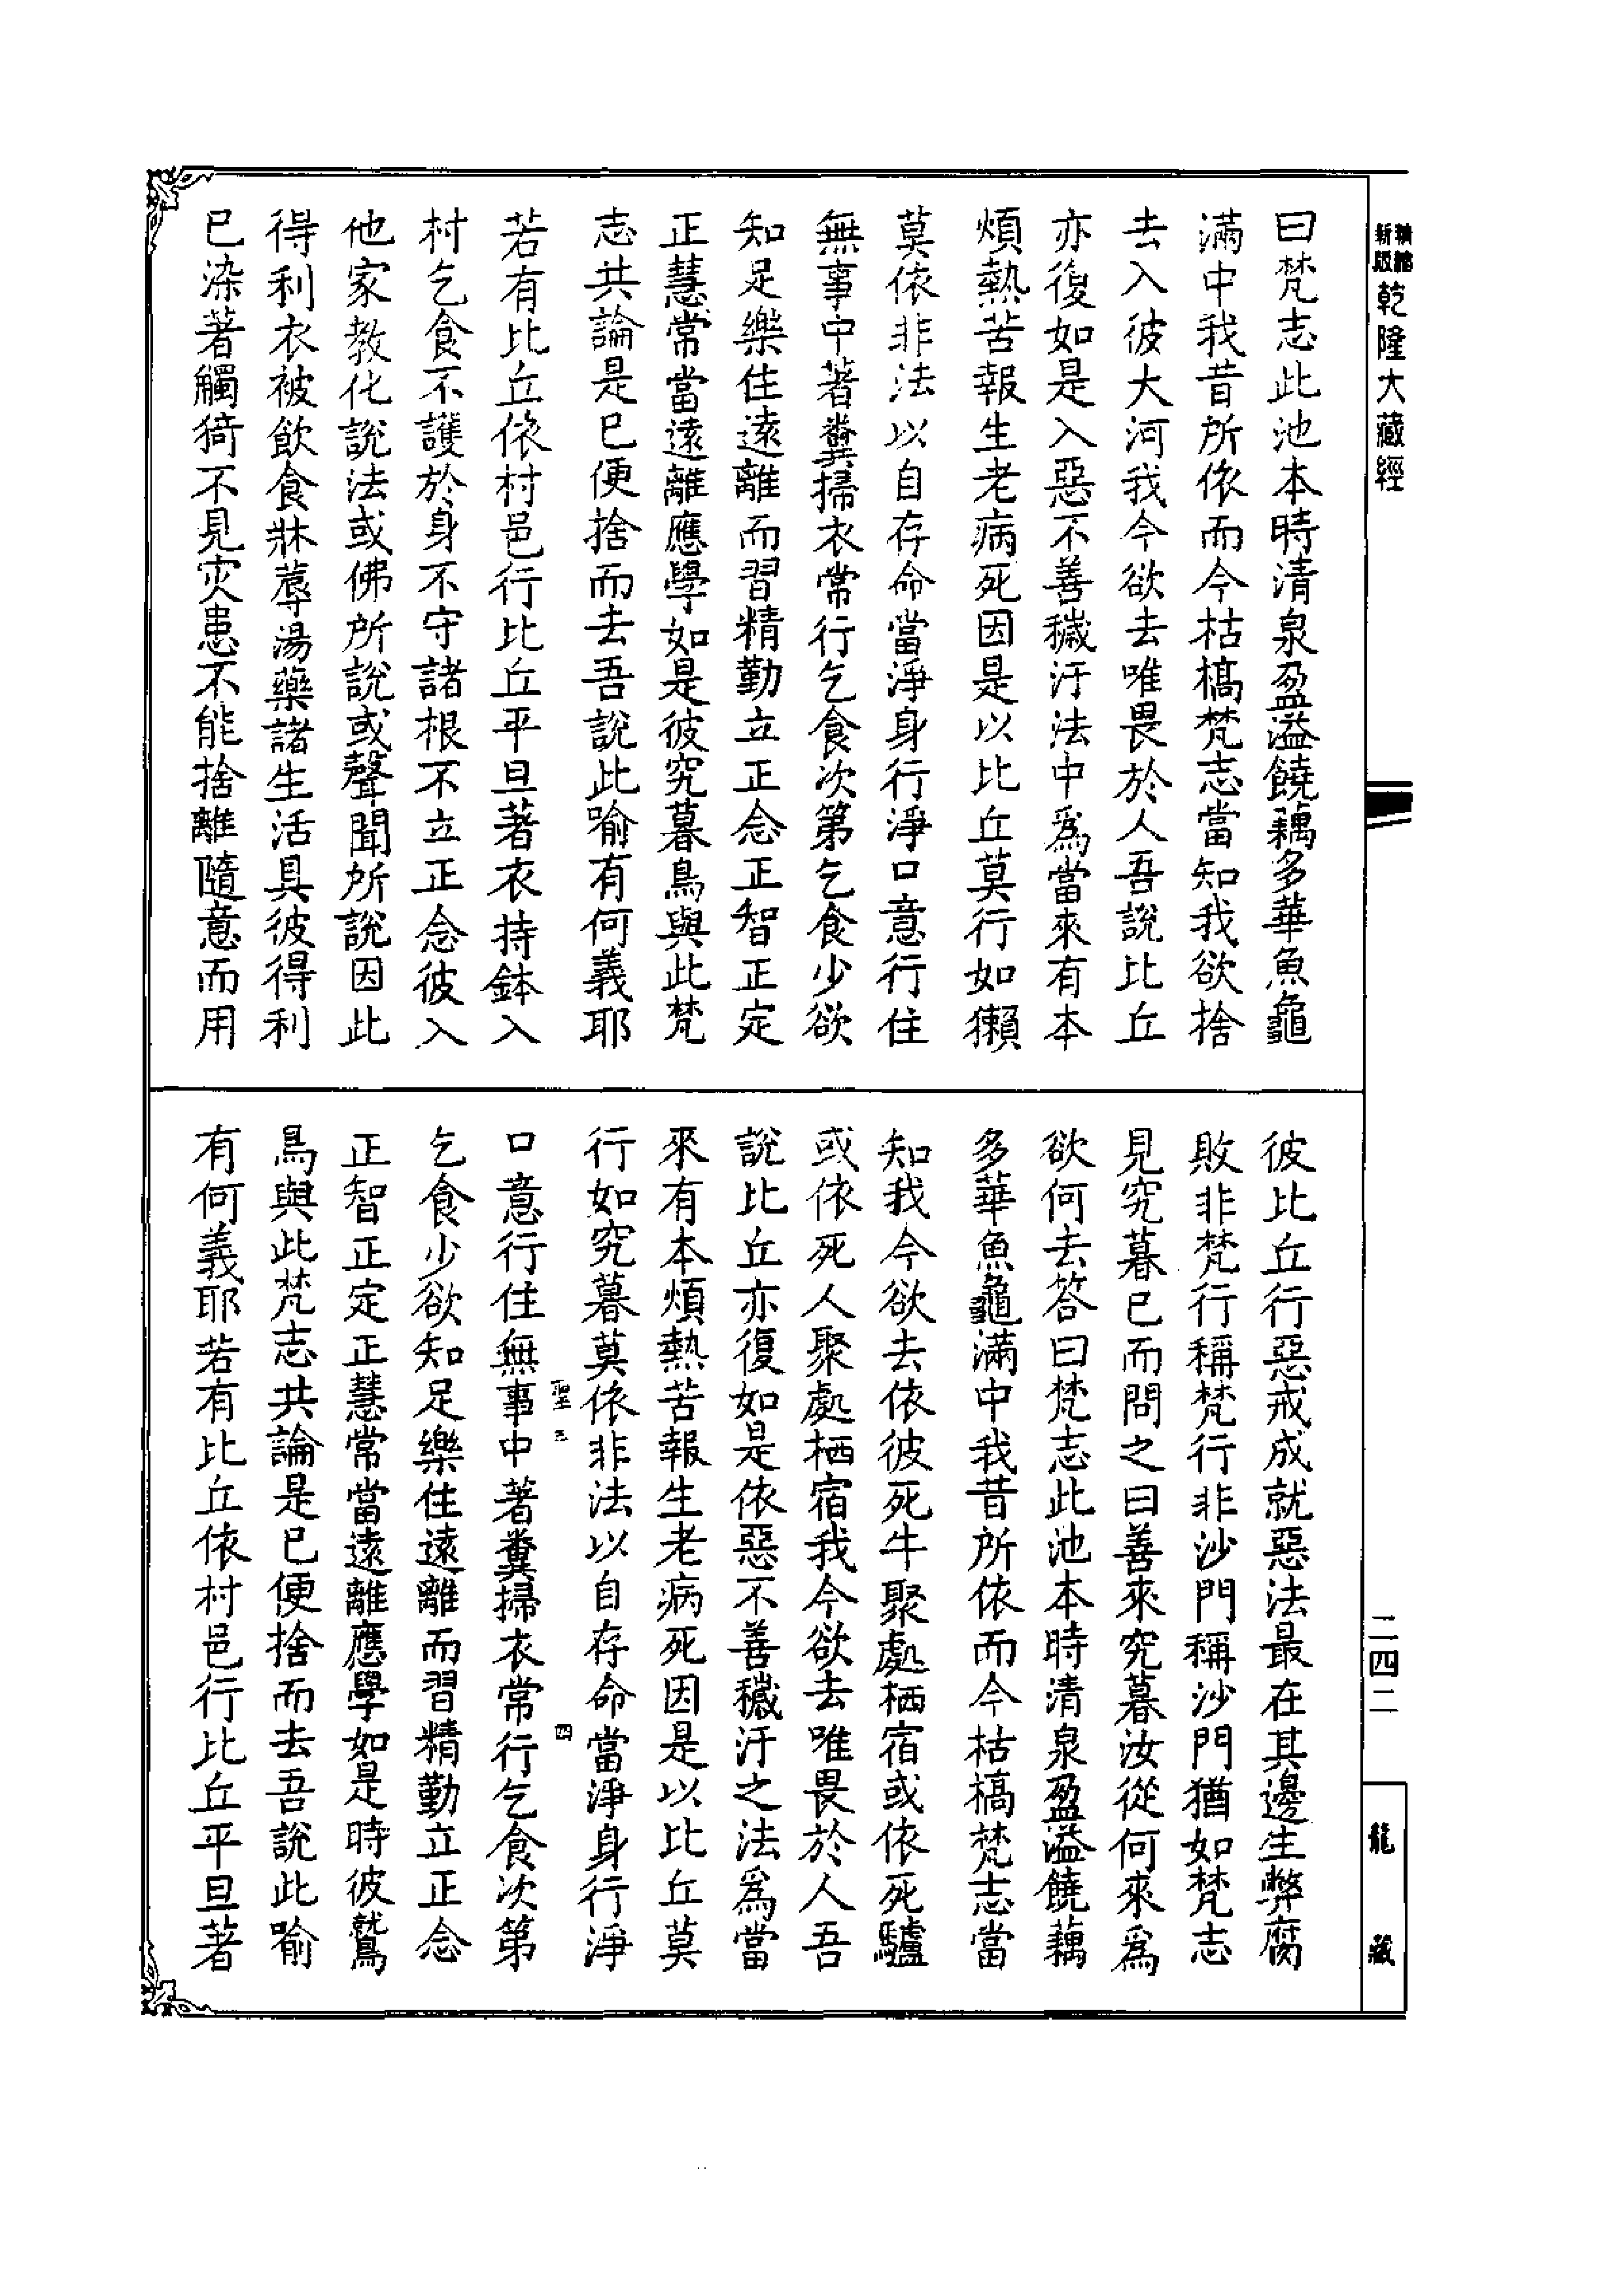 新版精縮乾隆大藏經
曰梵志此池本時清泉盈溢饒藕多華魚龜
滿中我昔所依而今枯槁梵志當知我欲捨
去入彼大河我今欲去唯畏於人吾說比丘
亦復如是入惡不善穢汙法中爲當來有本
煩熱苦報生老病死因是以比丘莫行如獺
莫依非法以自存命當淨身行淨口意行住
無事中著糞掃衣常行乞食次第乞食少欲
知足樂住遠離而習精勤立正念正智正定
正慧常當遠離應學如是彼究暮鳥與此梵
志共論是已便捨而去吾說此喻有何義耶
若有比丘依村邑行比丘平旦著衣持鉢入
村乞食不護於身不守諸根不立正念彼入
他家教化說法或佛所說或聲聞所說因此
得利衣被飲食牀蓐湯藥諸生活具彼得利
已染著觸猗不見灾患不能捨離隨意而用
彼比丘行惡戒成就惡法最在其邊生弊腐
敗非梵行稱梵行非沙門稱沙門猶如梵志
見究暮已而問之曰善來究暮汝從何來爲
欲何去答曰梵志此池本時清泉盈溢饒藕
多華魚龜滿中我昔所依而今枯槁梵志當
知我今欲去依彼死牛聚處栖宿或依死驢
或依死人聚處栖宿我今欲去唯畏於人吾
說比丘亦復如是依惡不善穢汙之法爲當
來有本煩熱苦報生老病死因是以比丘莫
行如究暮莫依非法以自存命當淨身行淨
聖三 四
口意行住無事中著糞掃衣常行乞食次第
乞食少欲知足樂住遠離而習精勤立正念
正智正定正慧常當遠離應學如是時彼鷲
鳥與此梵志共論是已便捨而去吾說此喻
有何義耶若有比丘依村邑行比丘平旦著
二四二
龍藏